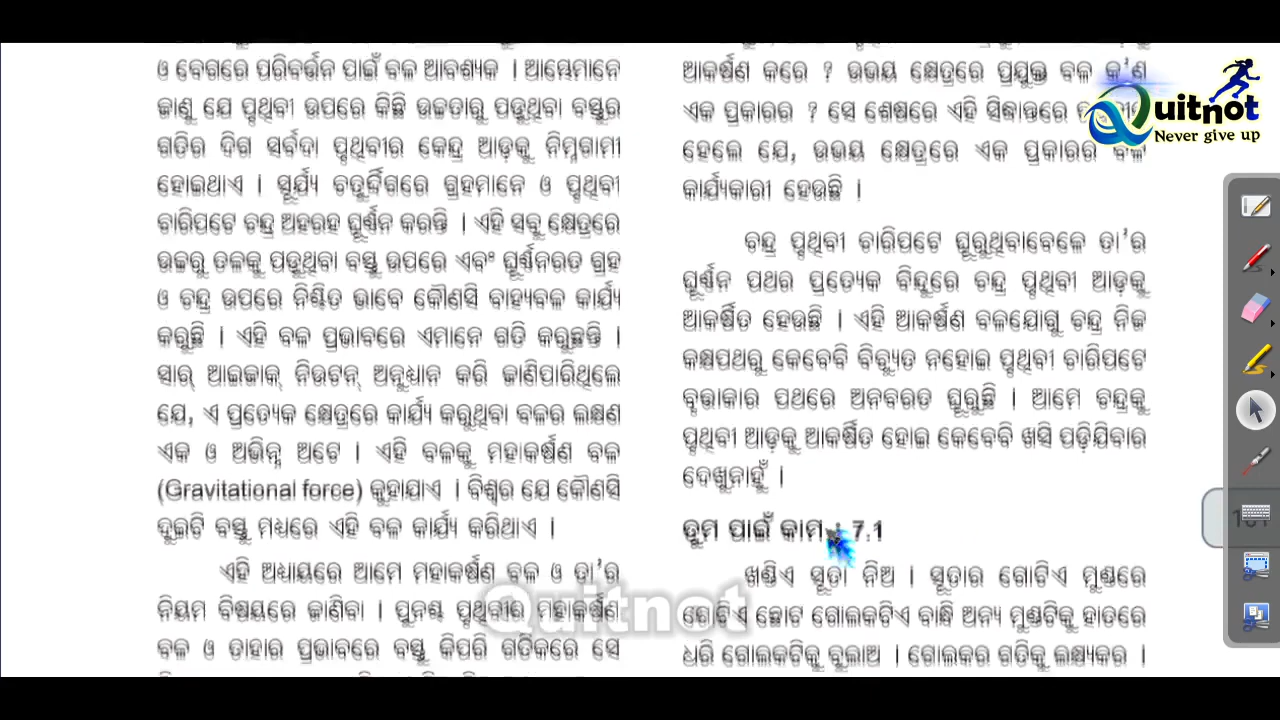 ଓ ବେଗରେ ପରିବର୍ତ୍ତନ ପାଇଁ ବଳ ଆବଶ୍ୟକ । ଆମ୍ଭେମାନେ
ଜାଣୁ ଯେ ପୃଥିବୀ ଉପରେ କିଛି ଉଚ୍ଚତାରୁ ପଡୁଥିବା ବସ୍ତୁର
ଗତିର ଦିଗ ସର୍ବଦା ପୃଥିବୀର କେନ୍ଦ୍ର ଆଡ଼କୁ ନିମ୍ନଗାମୀ
ହୋଇଥାଏ । ସୂର୍ଯ୍ୟ ଚତୁର୍ଦ୍ଦିଗରେ ଗ୍ରହମାନେ ଓ ପୃଥିବୀ
ଚାରିପଟେ ଚନ୍ଦ୍ର ଅହରହ ଘୂର୍ଣ୍ଣନ କରନ୍ତି । ଏହି ସବୁ କ୍ଷେତ୍ରରେ
ଉଚ୍ଚରୁ ତଳକୁ ପଡୁଥିବା ବସ୍ତୁ ଉପରେ ଏବଂ ଘୂର୍ଣ୍ଣନରତ ଗ୍ରହ
ଓ ଚନ୍ଦ୍ର ଉପରେ ନିଶ୍ଚିତ ଭାବେ କୌଣସି ବାହ୍ୟବଳ କାର୍ଯ୍ୟ
କରୁଛି । ଏହି ବଳ ପ୍ରଭାବରେ ଏମାନେ ଗତି କରୁଛନ୍ତି ।
ସାର୍ ଆଇଜାକ୍ ନିଉଟନ୍ ଅନୁଧ୍ୟାନ କରି ଜାଣିପାରିଥିଲେ
ଯେ, ଏ ପ୍ରତ୍ୟେକ କ୍ଷେତ୍ରରେ କାର୍ଯ୍ୟ କରୁଥିବା ବଳର ଲକ୍ଷଣ
ଏକ ଓ ଅଭିନ୍ନ ଅଟେ । ଏହି ବଳକୁ ମହାକର୍ଷଣ ବଳ
(Gravitational force) କୁହାଯାଏ । ବିଶ୍ୱର ଯେ କୌଣସି
ଦୁଇଟି ବସ୍ତୁ ମଧ୍ୟରେ ଏହି ବଳ କାର୍ଯ୍ୟ କରିଥାଏ ।
ଏହି ଅଧ୍ୟାୟରେ ଆମେ ମହାକର୍ଷଣ ବଳ ଓ ତା'ର
ନିୟମ ବିଷୟରେ ଜାଣିବା । ପୁନଶ୍ଚ ପୃଥିବୀର ମହାକର୍ଷଣ
ବଳ ଓ ତାହାର ପ୍ରଭାବରେ ବସ୍ତୁ କିପରି ଗତିକରେ ସେ
ଆକର୍ଷଣ କରେ ? ଉଭୟ କ୍ଷେତ୍ରରେ ପ୍ରଯୁକ୍ତ ବଳ କ'ଣ
ଏକ ପ୍ରକାରର ? ସେ ଶେଷରେ ଏହି ସିଦ୍ଧାନ୍ତରେ
ହେଲେ ଯେ, ଉଭୟ କ୍ଷେତ୍ରରେ ଏକ ପ୍ରକାରର ବଳ
କାର୍ଯ୍ୟକାରୀ ହେଉଛି ।
ଚନ୍ଦ୍ର ପୃଥିବୀ ଚାରିପଟେ ଘୂରୁଥିବାବେଳେ ତା'ର
ଘୂର୍ଣ୍ଣନ ପଥର ପ୍ରତ୍ୟେକ ବିନ୍ଦୁରେ ଚନ୍ଦ୍ର ପୃଥିବୀ ଆଡ଼କୁ
ଆକର୍ଷିତ ହେଉଛି । ଏହି ଆକର୍ଷଣ ବଳଯୋଗୁ ଚନ୍ଦ୍ର ନିଜ
କକ୍ଷପଥରୁ କେବେବି ବିଚ୍ୟୁତ ନହୋଇ ପୃଥିବୀ ଚାରିପଟେ
ବୃତ୍ତାକାର ପଥରେ ଅନବରତ ଘୂରୁଛି । ଆମେ ଚନ୍ଦ୍ରକୁ
ପୃଥିବୀ ଆଡ଼କୁ ଆକର୍ଷିତ ହୋଇ କେବେବି ଖସି ପଡ଼ିଯିବାର
ଦେଖୁନାହୁଁ ।
ତୁମ ପାଇଁ କାମ : 7.1
ଖଣ୍ଡିଏ ସୂତା ନିଅ । ସୂତାର ଗୋଟିଏ ମୁଣ୍ଡରେ
ଗୋଟିଏ ଛୋଟ ଗୋଲକଟିଏ ବାନ୍ଧି ଅନ୍ୟ ମୁଣ୍ଡଟିକୁ ହାତରେ
ଧରି ଗୋଲକଟିକୁ ବୁଲାଅ । ଗୋଲକର ଗତିକୁ ଲକ୍ଷ୍ୟକର ।
Quitnot
Never give up
Quitnot